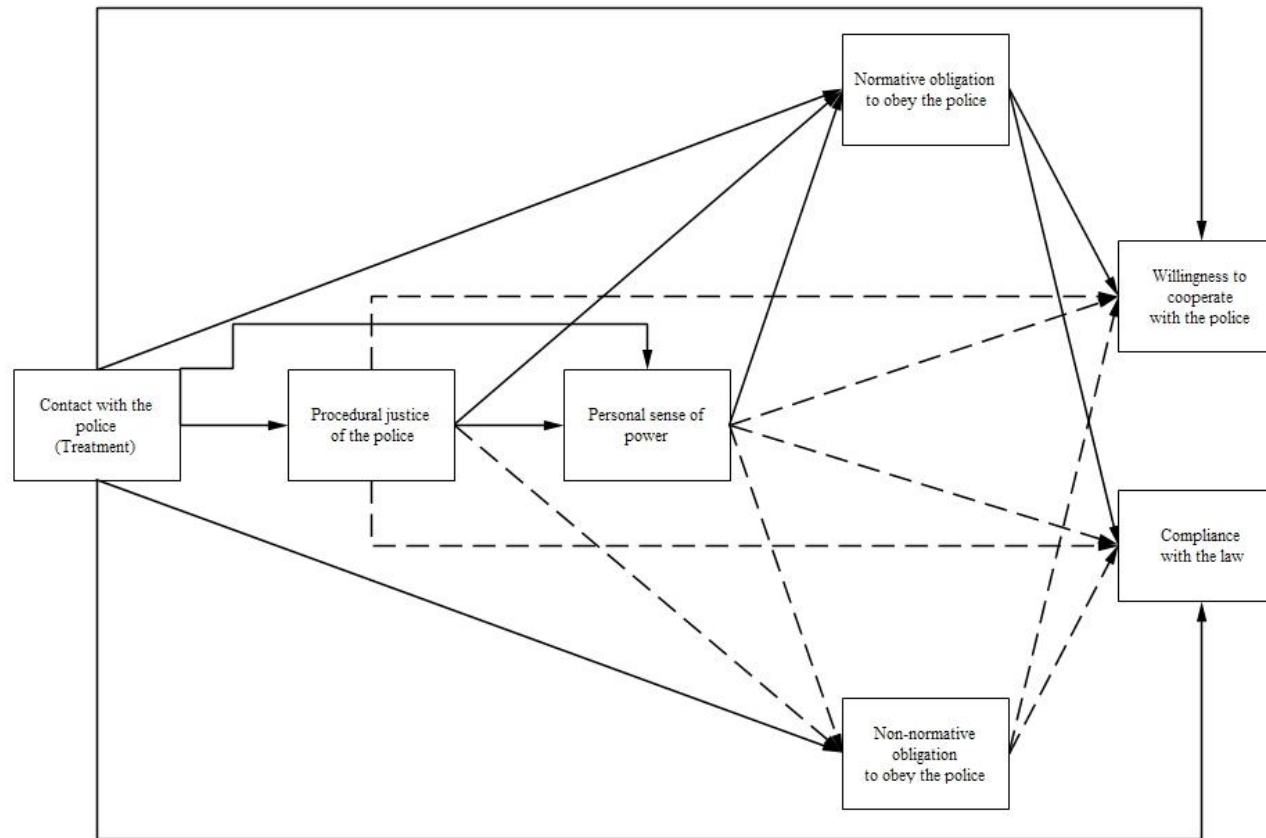 Normative obligation
to obey the police
Willingness to
cooperate
with the police
Contact with the
police
(Treatment)
Procedural justice
of the police
Personal sense of
power
Compliance
with the law
Non-normative
obligation
to obey the police